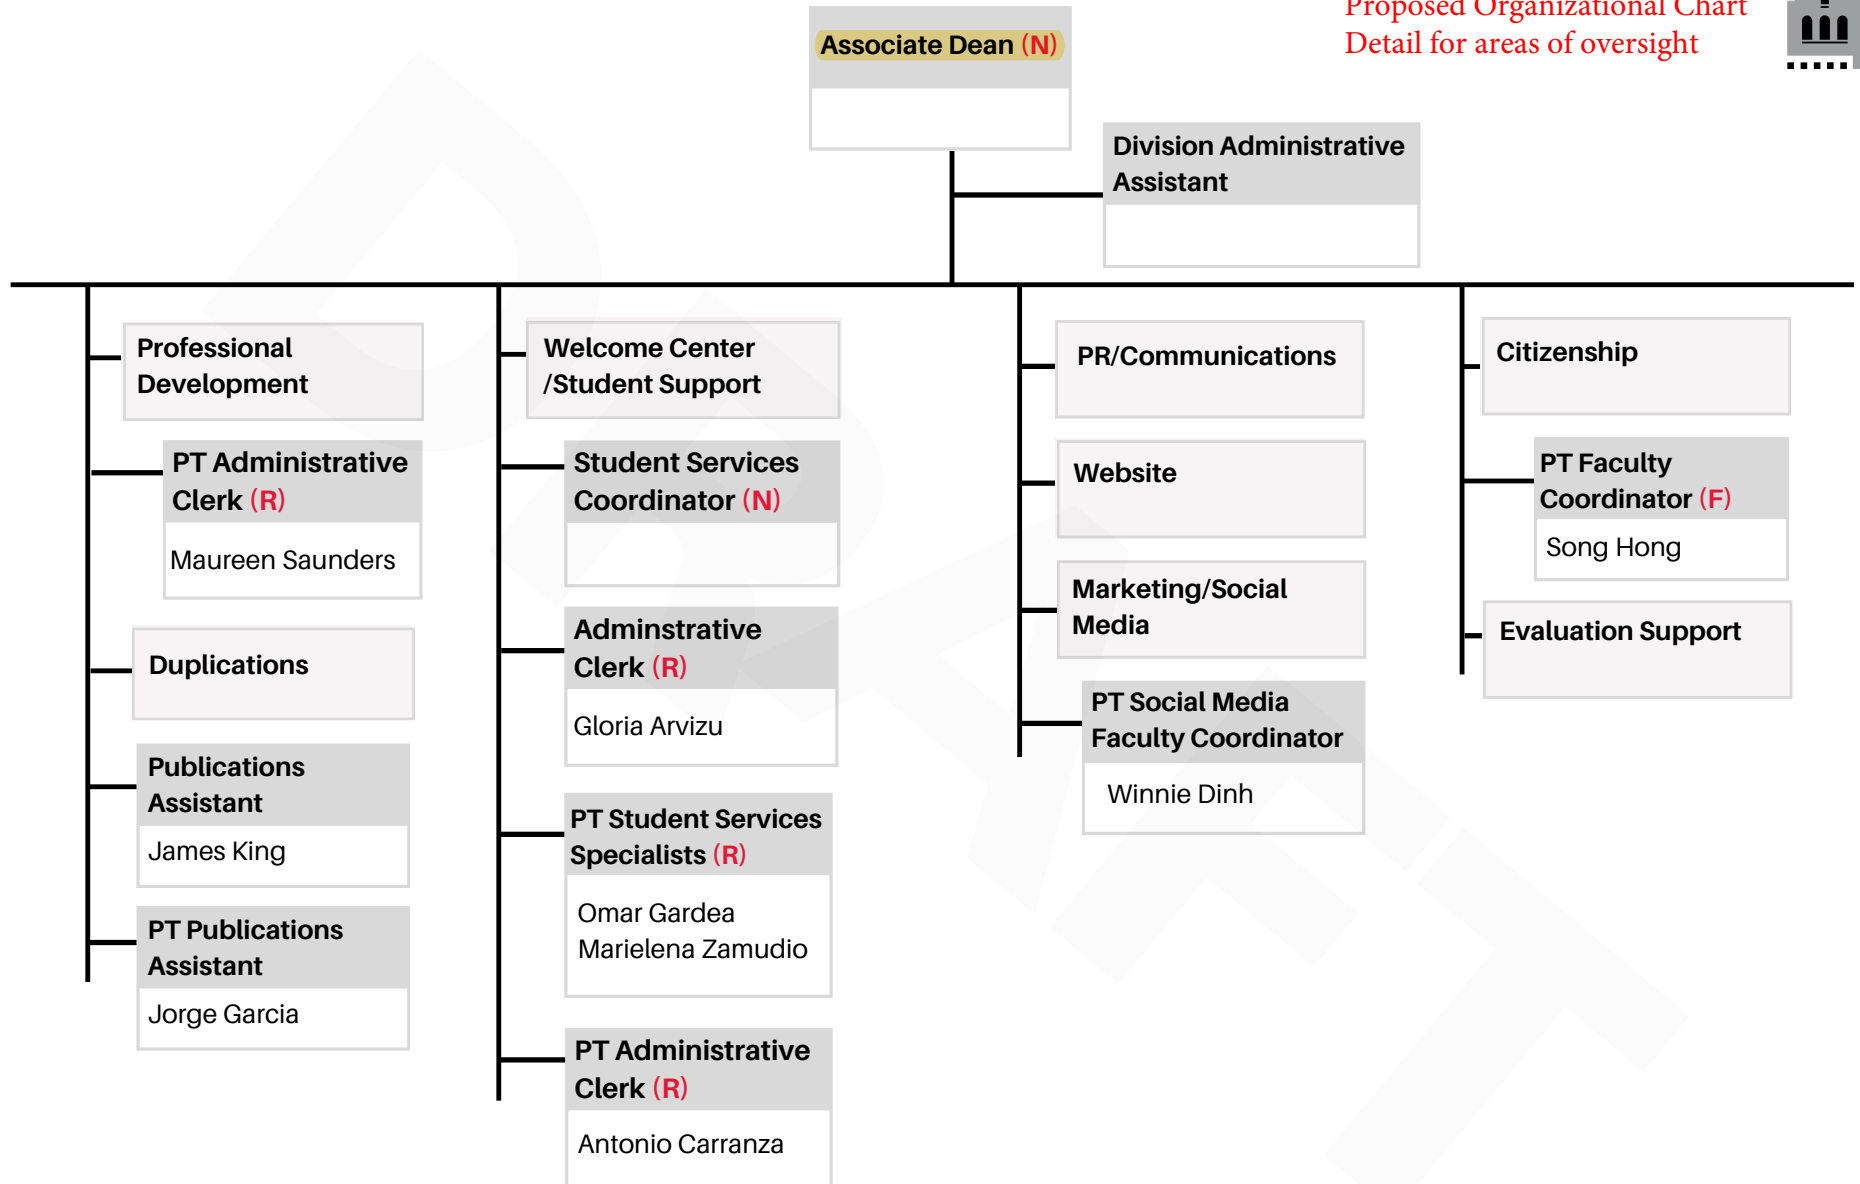 Proposed Organizational Chart
Detail for areas of oversight
Associate Dean (N)
Division Administrative
Assistant
Professional
Development
PT Administrative
Clerk (R)
Maureen Saunders
Duplications
Publications
Assistant
James King
PT Publications
Assistant
Jorge Garcia
Welcome Center
/Student Support
Student Services
Coordinator (N)
Adminstrative
Clerk (R)
Gloria Arvizu
PT Student Services
Specialists (R)
Omar Gardea
Marielena Zamudio
PT Administrative
Clerk (R)
Antonio Carranza
PR/Communications
Website
Marketing/Social
Media
PT Social Media
Faculty Coordinator
Winnie Dinh
Citizenship
PT Faculty
Coordinator (F)
Song Hong
Evaluation Support
DRAFT